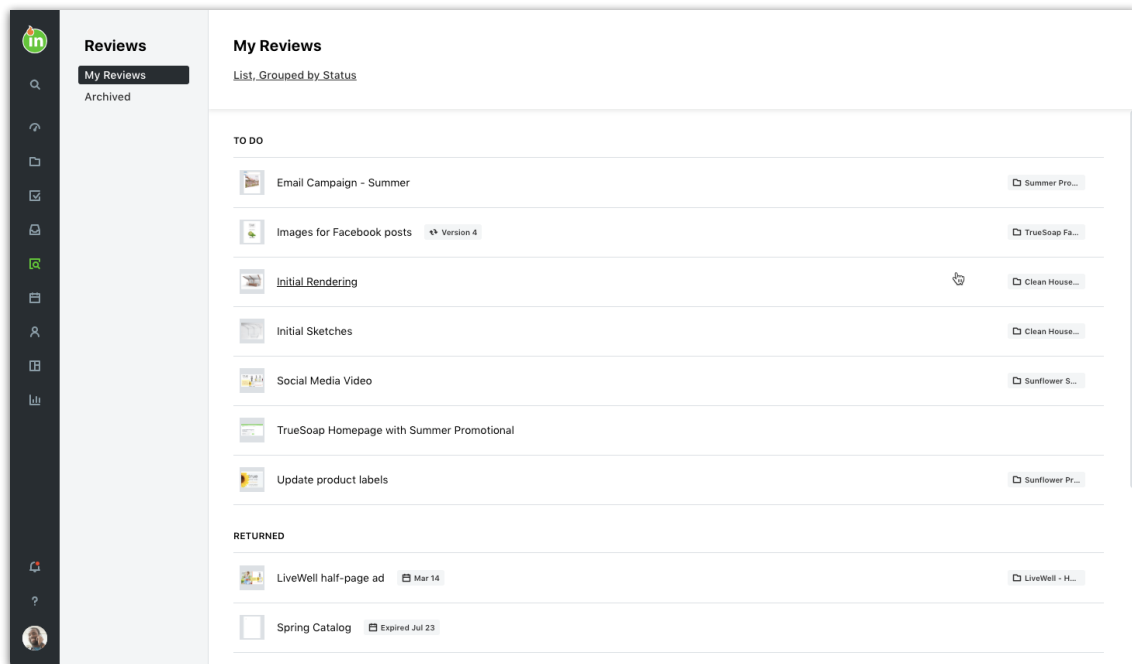 in
Reviews
My Reviews
Archived
My Reviews
List, Grouped by Status
TO DO
Email Campaign - Summer
Summer Pro...
Images for Facebook posts
Version 4
TrueSoap Fa...
Initial Rendering
Clean House...
Initial Sketches
Clean House...
Social Media Video
Sunflower S...
TrueSoap Homepage with Summer Promotional
Update product labels
Sunflower Pr...
RETURNED
LiveWell half-page ad
Mar 14
LiveWell - H...
Spring Catalog
Expired Jul 23
?